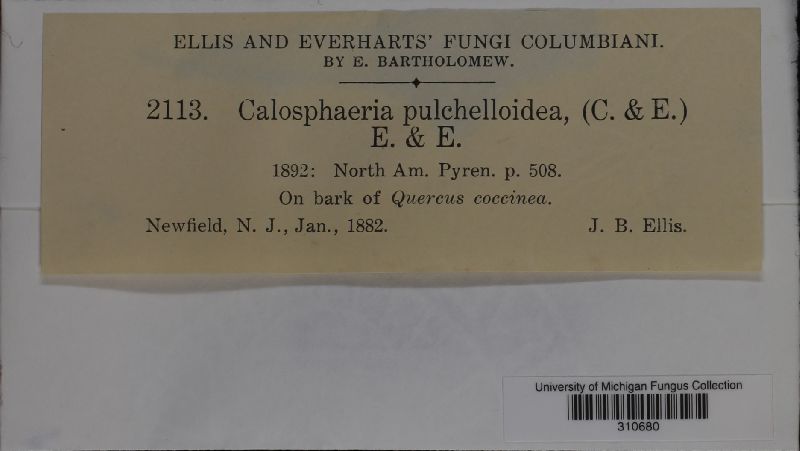 ELLIS AND EVERHARTS' FUNGI COLUMBIANI.
BY E. BARTHOLOMEW.
2113. Calosphaeria pulchelloidea, (C. & E.)
E. & E.
1892: North Am. Pyren. p. 508.
On bark of Quercus coccinea.
Newfield, N. J., Jan., 1882. J. B. Ellis.
University of Michigan Fungus Collection
310680